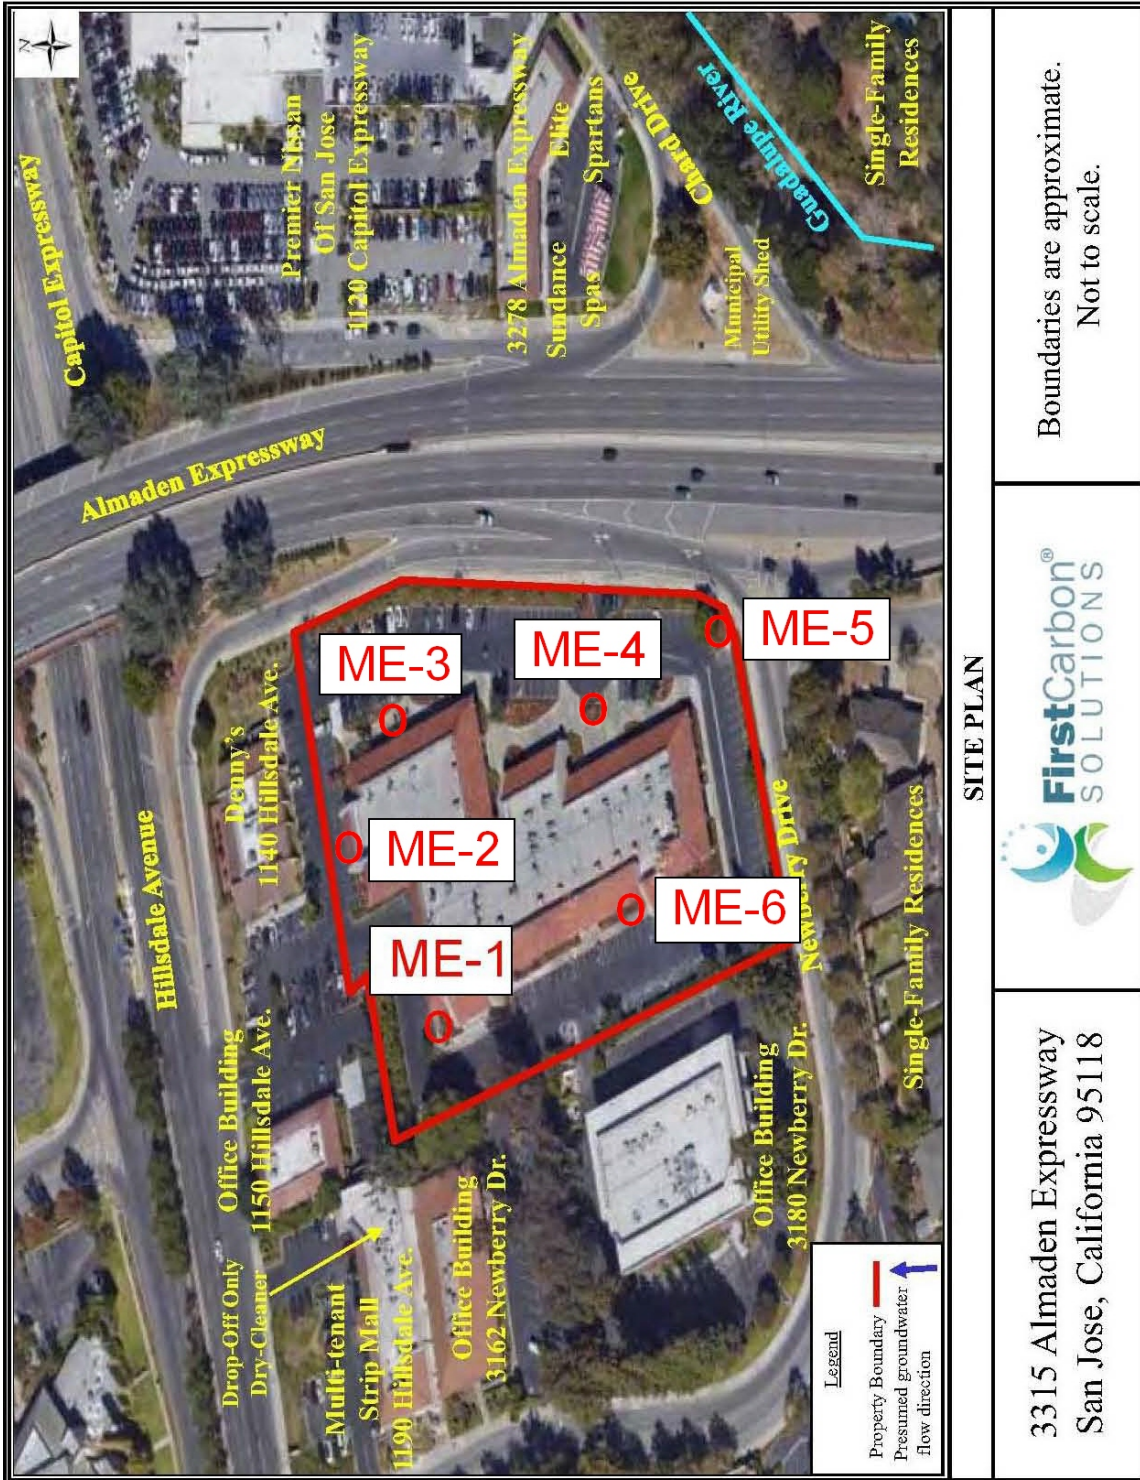 N
Capitol Expressway
Premier Nissan
Of San Jose
1120 Capitol Expressway
3278 Almaden Expressway
Sundance
Spas
Elite
Spartans
Chard Drive
Guadalupe River
Single-Family
Residences
Municipal
Utility Shed
Almaden Expressway
Hillsdale Avenue
Denny's
1140 Hillsdale Ave.
ME-3
ME-4
ME-5
ME-2
ME-6
ME-1
Newberry Drive
Single-Family Residences
Office Building
1150 Hillsdale Ave.
Drop-Off Only
Dry-Cleaner
Multi-tenant
Strip Mall
1190 Hillsdale Ave.
Office Building
3162 Newberry Dr.
Office Building
3180 Newberry Dr.
Legend
Property Boundary
Presumed groundwater
flow direction
SITE PLAN
3315 Almaden Expressway
San Jose, California 95118
FirstCarbon®
SOLUTIONS
Boundaries are approximate.
Not to scale.